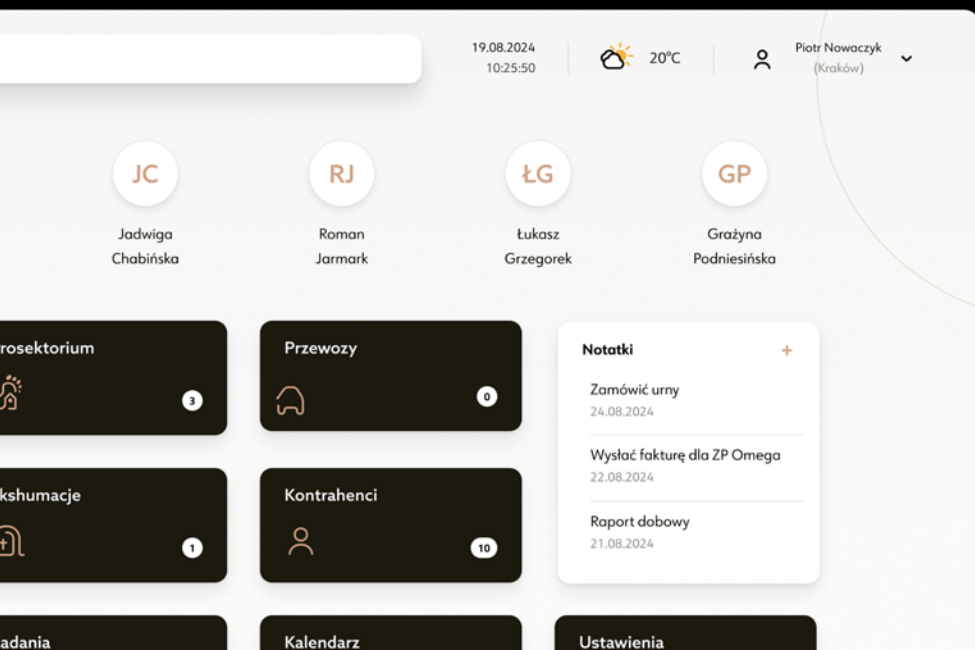 19.08.2024
10:25:50
20°C
Piotr Nowaczyk
(Kraków)
JC
RJ
ŁG
GP
Jadwiga
Chabińska
Roman
Jarmark
Łukasz
Grzegorek
Grażyna
Podniesińska
rosektorium
3
Przewozy
0
Notatki
+
Zamówić urny
24.08.2024
Wysłać fakturę dla ZP Omega
22.08.2024
Raport dobowy
21.08.2024
kshumacje
1
Kontrahenci
10
adania
Kalendarz
Ustawienia